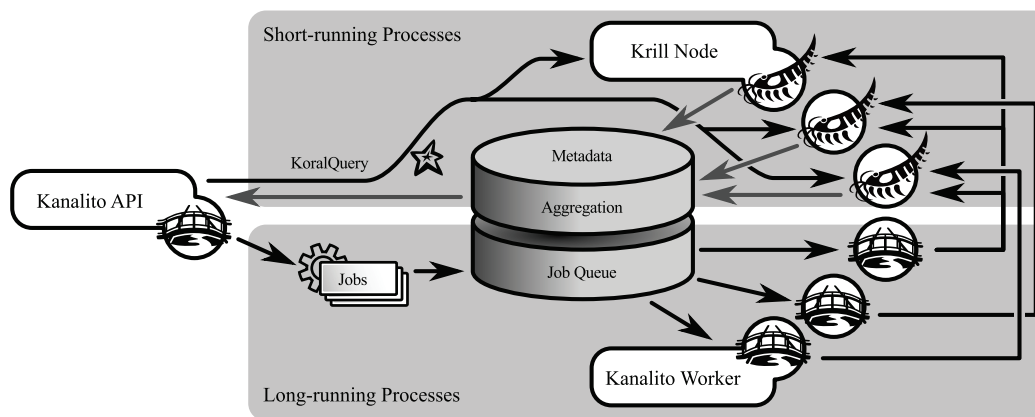 Short-running Processes
Krill Node
KoralQuery
Metadata
Kanalito API
Aggregation
Jobs
Job Queue
Kanalito Worker
Long-running Processes